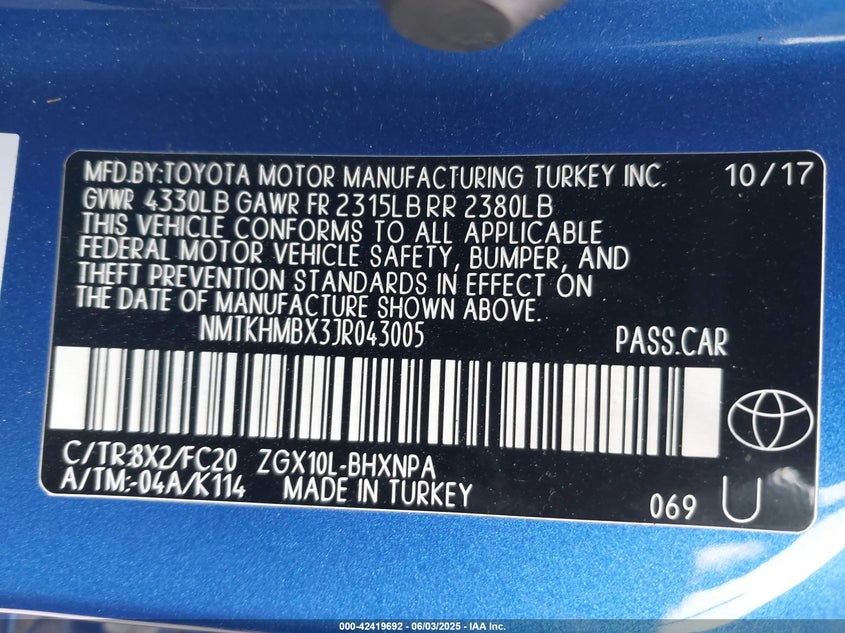 MFD.BY:TOYOTA MOTOR MANUFACTURING TURKEY INC. 10/17
GVWR 4330LB GAWR FR 2315LB RR 2380LB
THIS VEHICLE CONFORMS TO ALL APPLICABLE
FEDERAL MOTOR VEHICLE SAFETY, BUMPER, AND
THEFT PREVENTION STANDARDS IN EFFECT ON
THE DATE OF MANUFACTURE SHOWN ABOVE.
NMTKHMBX3JR043005 PASS.CAR
C/TR:8X2/FC20 ZGX10L-BHXNPA
A/TM:-04A/K114 MADE IN TURKEY 069 U
000-42419692 - 06/03/2025 - IAA Inc.